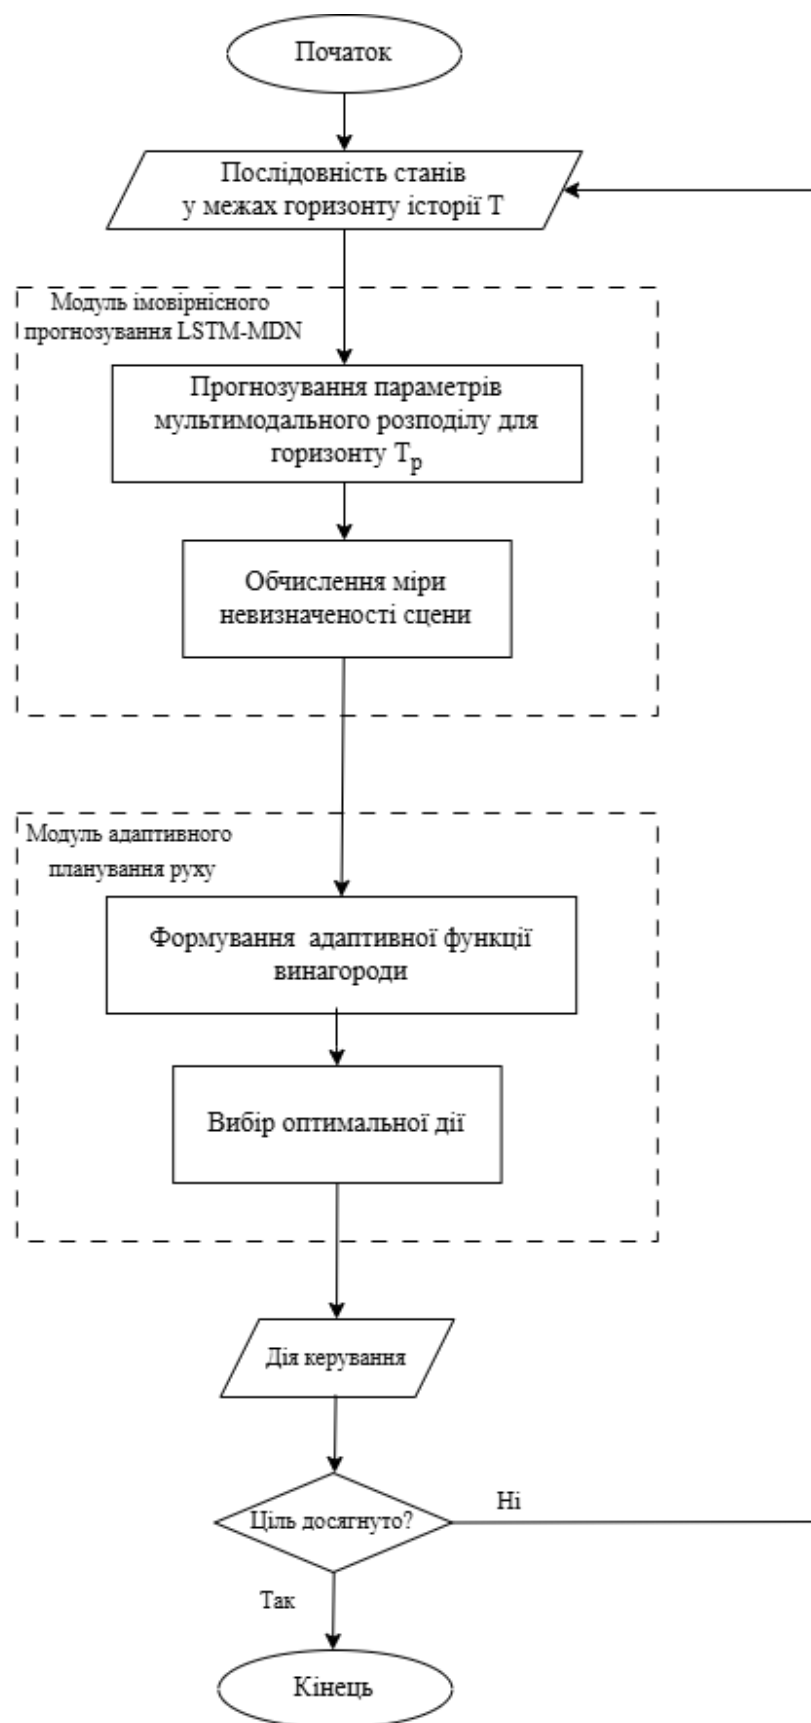 Початок
Послідовність станів
у межах горизонту історії T
Модуль імовірнісного
прогнозування LSTM-MDN
Прогнозування параметрів
мультимодального розподілу для
горизонту Tp
Обчислення міри
невизначеності сцени
Модуль адаптивного
планування руху
Формування адаптивної функції
винагороди
Вибір оптимальної дії
Дія керування
Ціль досягнуто?
Ні
Так
Кінець